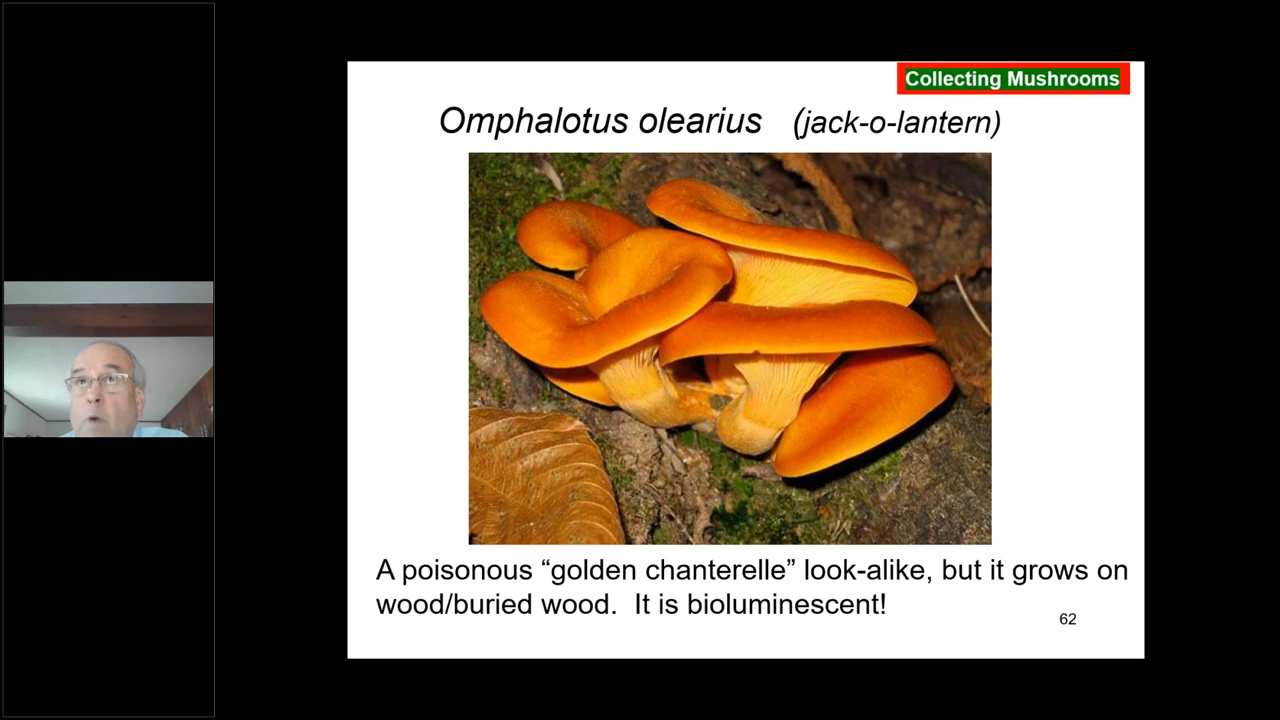 Collecting Mushrooms
Omphalotus olearius (jack-o-lantern)
A poisonous “golden chanterelle” look-alike, but it grows on
wood/buried wood. It is bioluminescent!
62